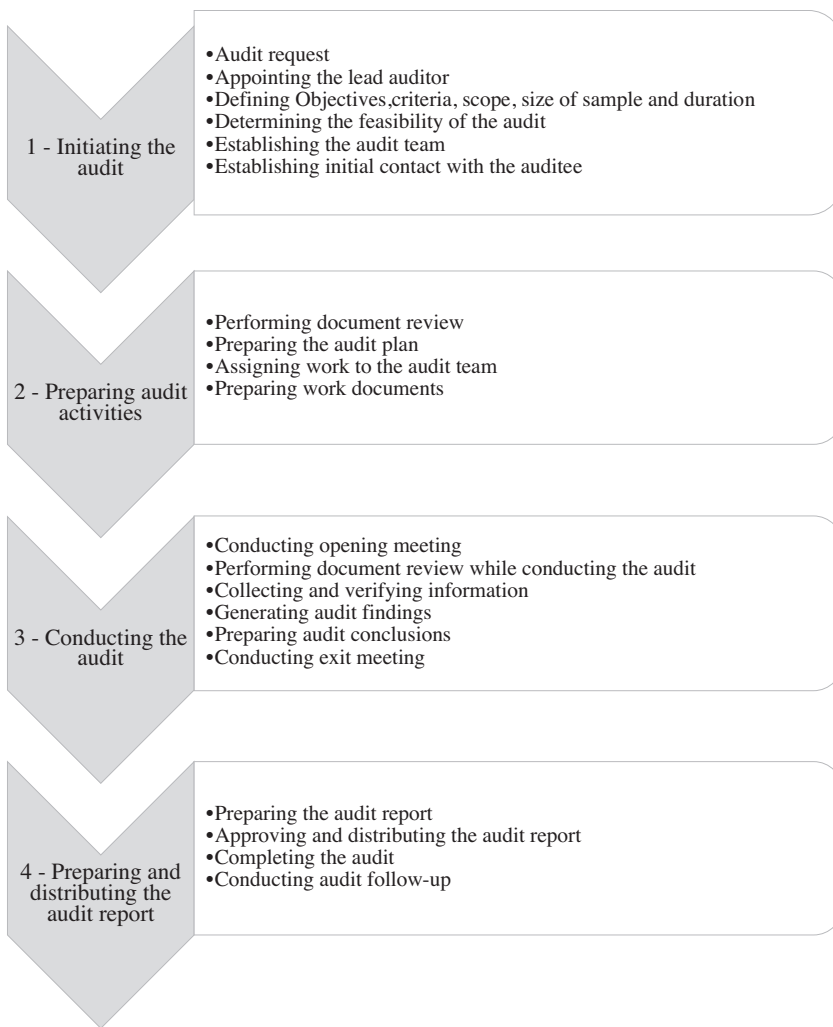 1 - Initiating the
audit
•Audit request
•Appointing the lead auditor
•Defining Objectives,criteria, scope, size of sample and duration
•Determining the feasibility of the audit
•Establishing the audit team
•Establishing initial contact with the auditee
2 - Preparing audit
activities
•Performing document review
•Preparing the audit plan
•Assigning work to the audit team
•Preparing work documents
3 - Conducting the
audit
•Conducting opening meeting
•Performing document review while conducting the audit
•Collecting and verifying information
•Generating audit findings
•Preparing audit conclusions
•Conducting exit meeting
4 - Preparing and
distributing the
audit report
•Preparing the audit report
•Approving and distributing the audit report
•Completing the audit
•Conducting audit follow-up